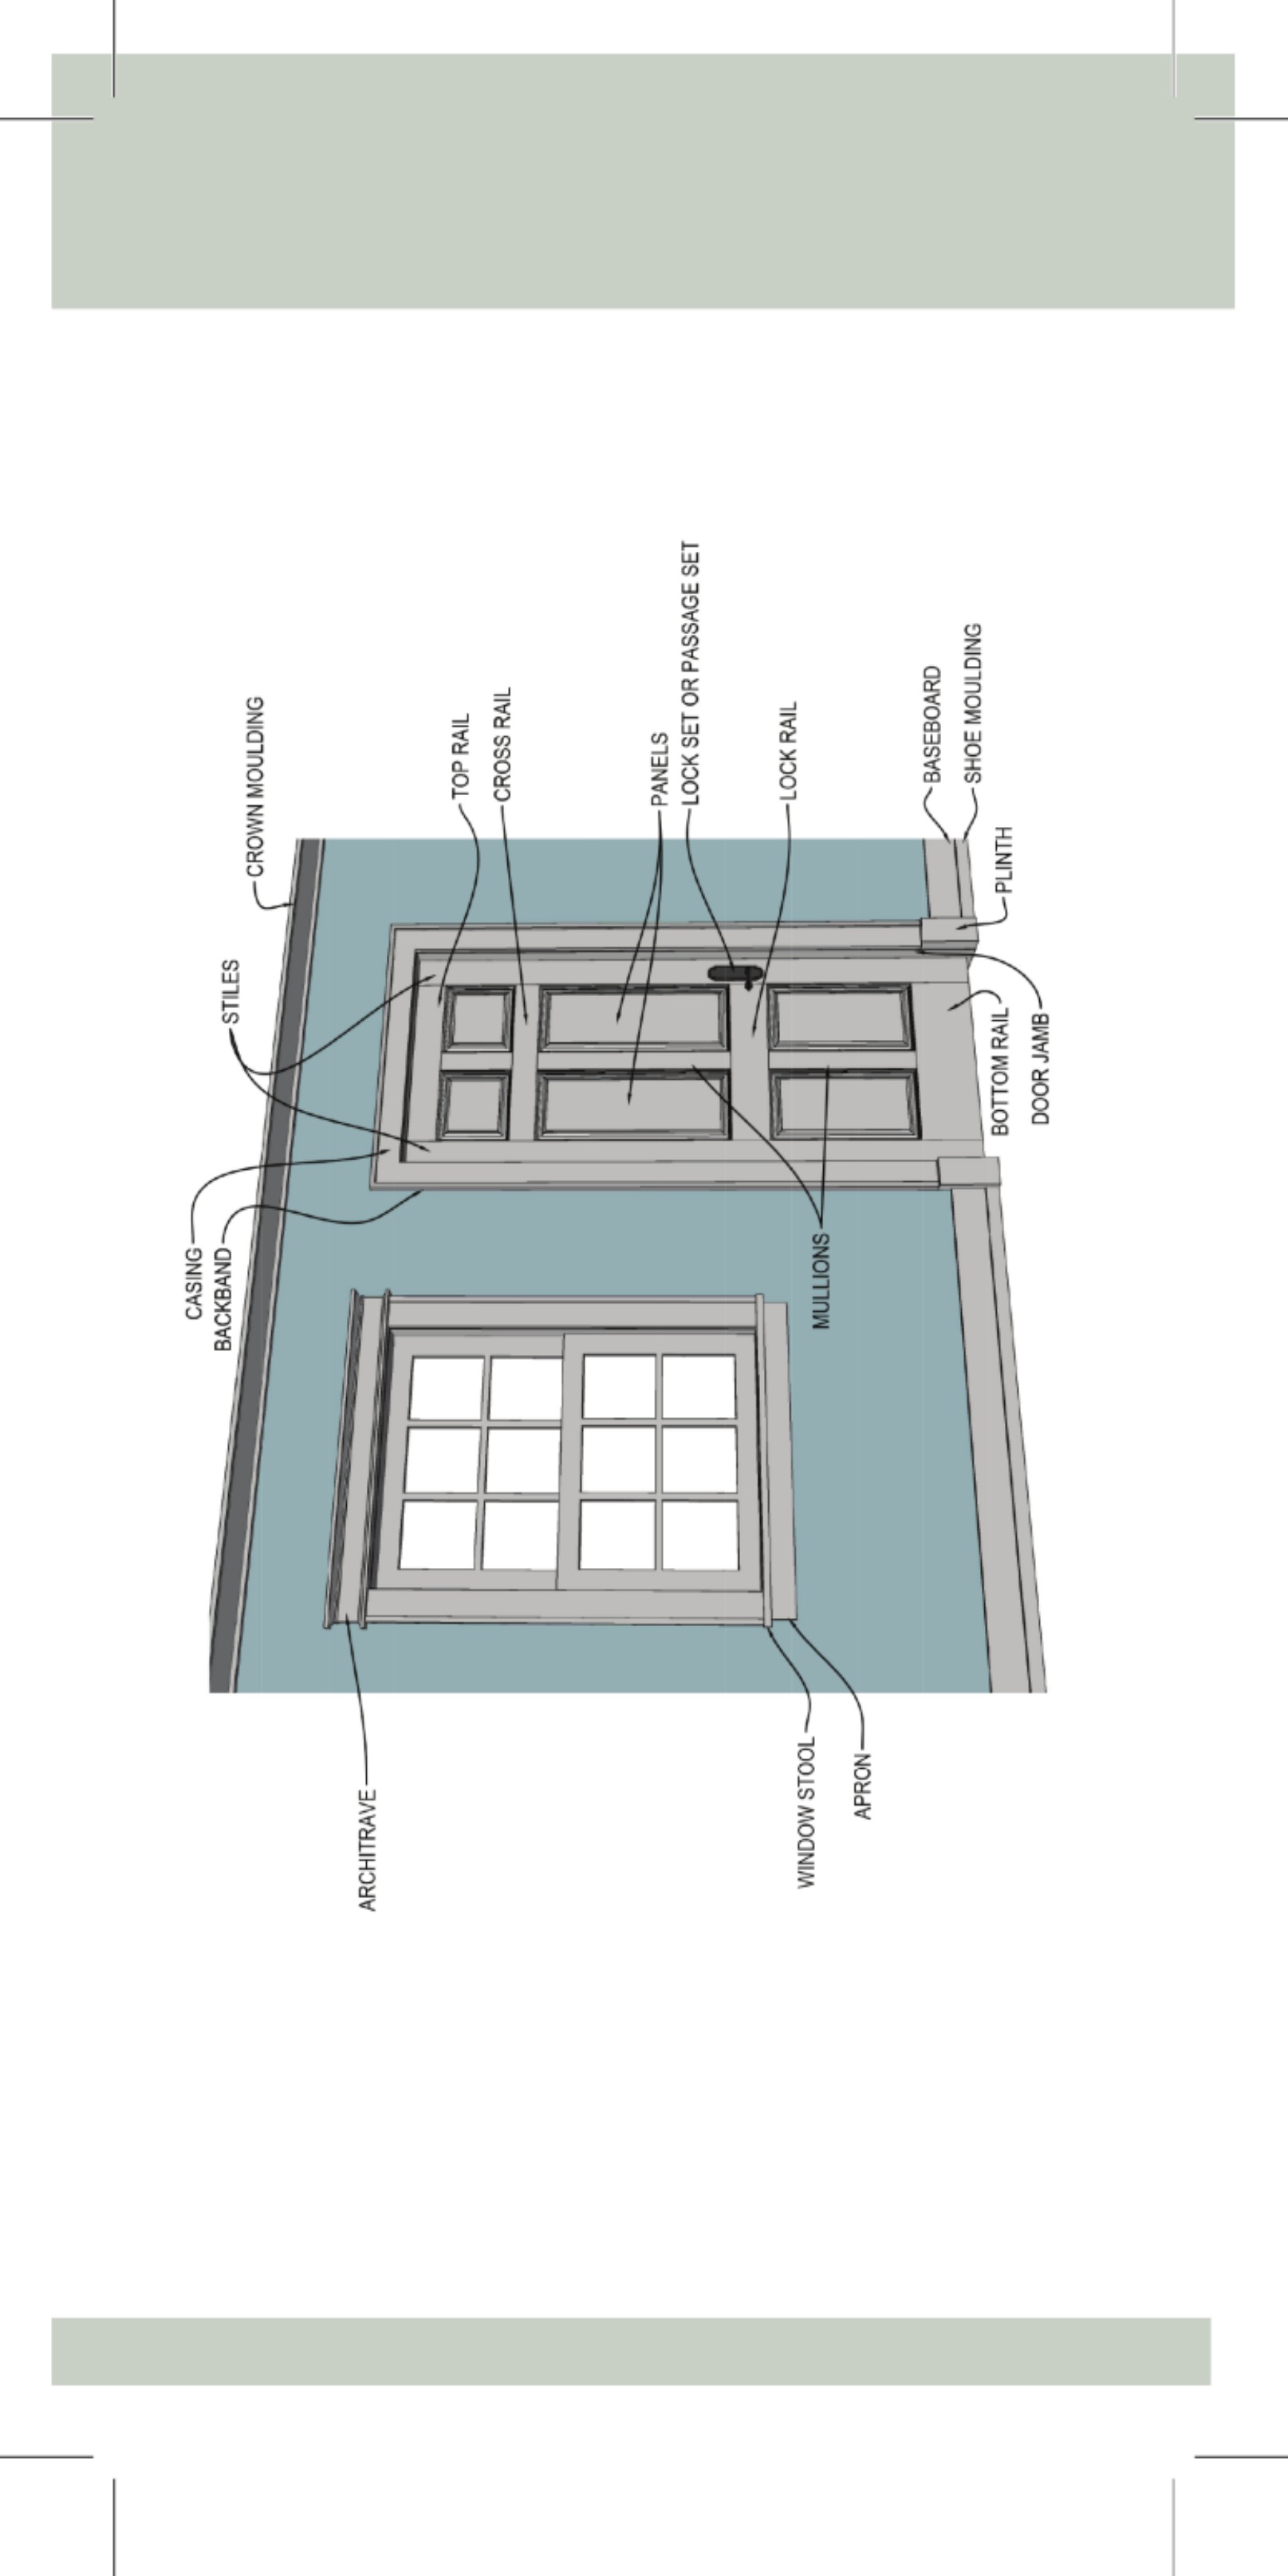 CROWN MOULDING
STILES
CASING
BACKBAND
TOP RAIL
CROSS RAIL
PANELS
LOCK SET OR PASSAGE SET
LOCK RAIL
BASEBOARD
SHOE MOULDING
PLINTH
BOTTOM RAIL
DOOR JAMB
MULLIONS
ARCHITRAVE
WINDOW STOOL
APRON